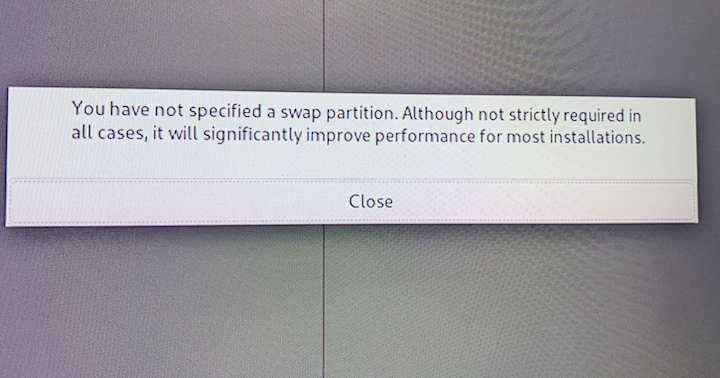 You have not specified a swap partition. Although not strictly required in
all cases, it will significantly improve performance for most installations.
Close